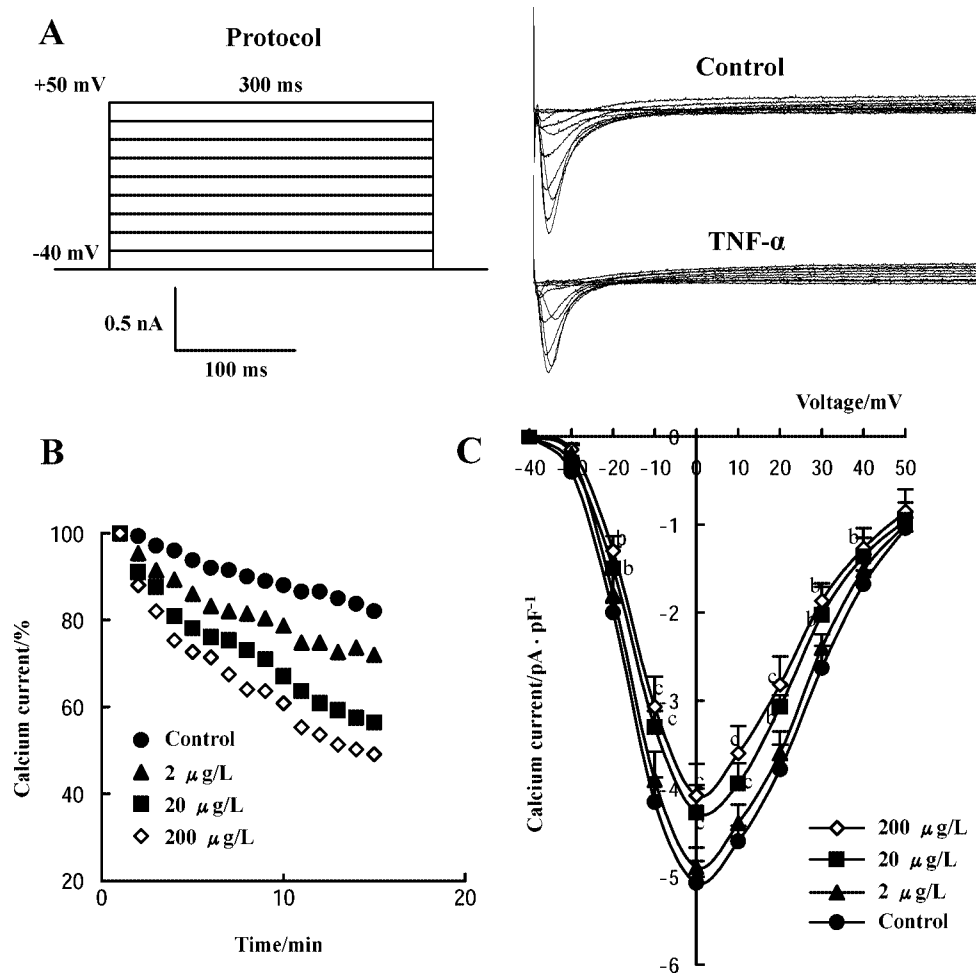 A
Protocol
+50 mV
300 ms
-40 mV
0.5 nA
100 ms
Control
TNF-α
B
Calcium current/%
100
80
60
40
20
0
10
20
Time/min
Control
2 μg/L
20 μg/L
200 μg/L
C
Voltage/mV
-40 -30 -20 -10 0 10 20 30 40 50
0
-1
-2
-3
-4
-5
-6
Calcium current/pA · pF⁻¹
b
b
c
c
c
c
c
c
c
b
b
b
b
200 μg/L
20 μg/L
2 μg/L
Control